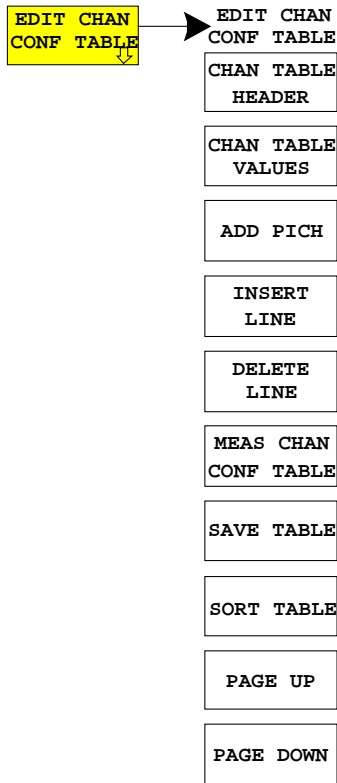 EDIT CHAN
CONF TABLE
EDIT CHAN
CONF TABLE
CHAN TABLE
HEADER
CHAN TABLE
VALUES
ADD PICH
INSERT
LINE
DELETE
LINE
MEAS CHAN
CONF TABLE
SAVE TABLE
SORT TABLE
PAGE UP
PAGE DOWN